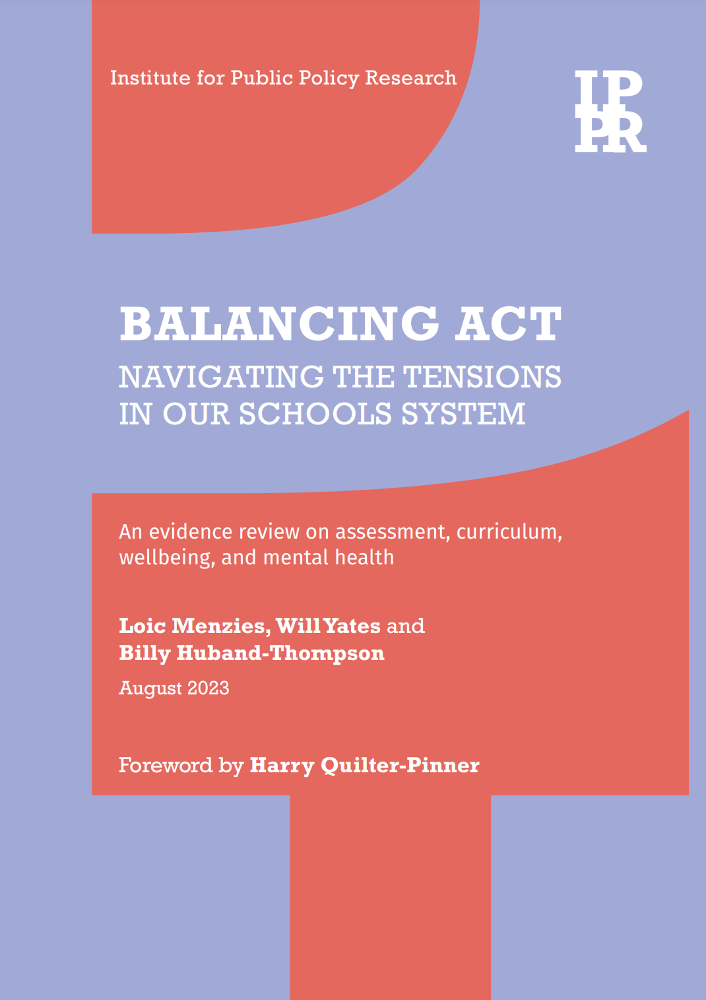 Institute for Public Policy Research
IP
PR
BALANCING ACT
NAVIGATING THE TENSIONS
IN OUR SCHOOLS SYSTEM
An evidence review on assessment, curriculum,
wellbeing, and mental health
Loic Menzies, Will Yates and
Billy Huband-Thompson
August 2023
Foreword by Harry Quilter-Pinner